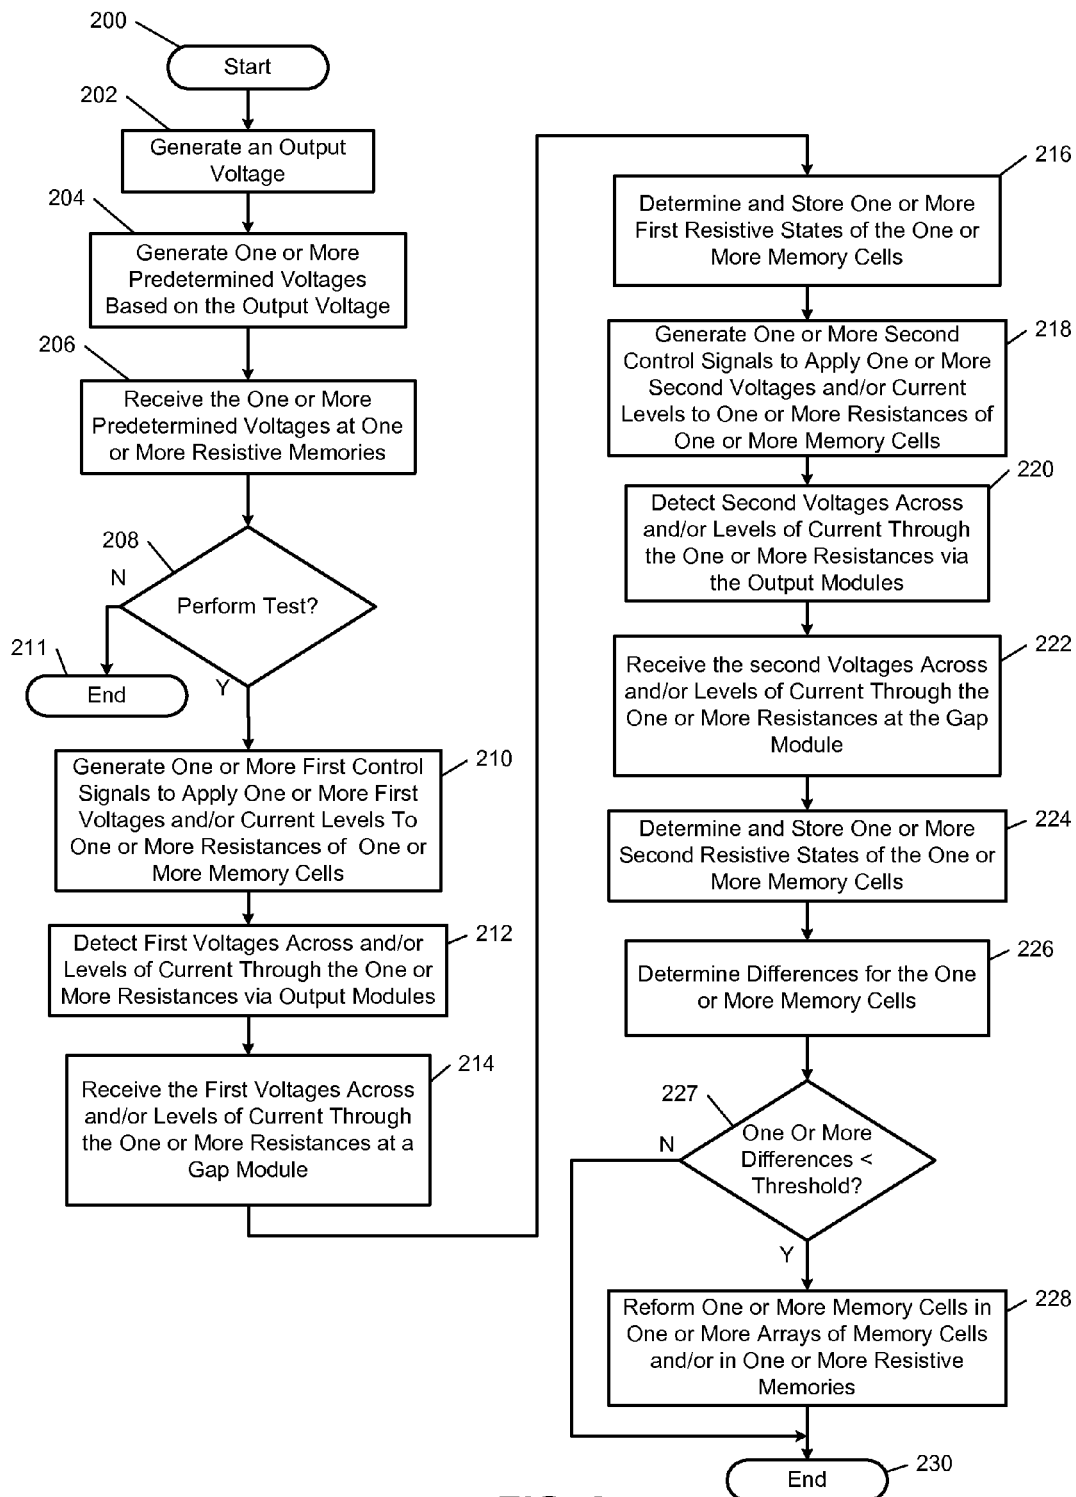 200
Start
202
Generate an Output
Voltage
204
Generate One or More
Predetermined Voltages
Based on the Output Voltage
206
Receive the One or More
Predetermined Voltages at One
or More Resistive Memories
208
N
Perform Test?
211
End
Y
210
Generate One or More First Control
Signals to Apply One or More First
Voltages and/or Current Levels To
One or More Resistances of One or
More Memory Cells
212
Detect First Voltages Across and/or
Levels of Current Through the One or
More Resistances via Output Modules
214
Receive the First Voltages Across
and/or Levels of Current Through
the One or More Resistances at a
Gap Module
216
Determine and Store One or More
First Resistive States of the One or
More Memory Cells
218
Generate One or More Second
Control Signals to Apply One or More
Second Voltages and/or Current
Levels to One or More Resistances of
One or More Memory Cells
220
Detect Second Voltages Across
and/or Levels of Current Through
the One or More Resistances via
the Output Modules
222
Receive the second Voltages Across
and/or Levels of Current Through the
One or More Resistances at the Gap
Module
224
Determine and Store One or More
Second Resistive States of the One or
More Memory Cells
226
Determine Differences for the One
or More Memory Cells
227
N
One Or More
Differences <
Threshold?
Y
228
Reform One or More Memory Cells in
One or More Arrays of Memory Cells
and/or in One or More Resistive
Memories
230
End